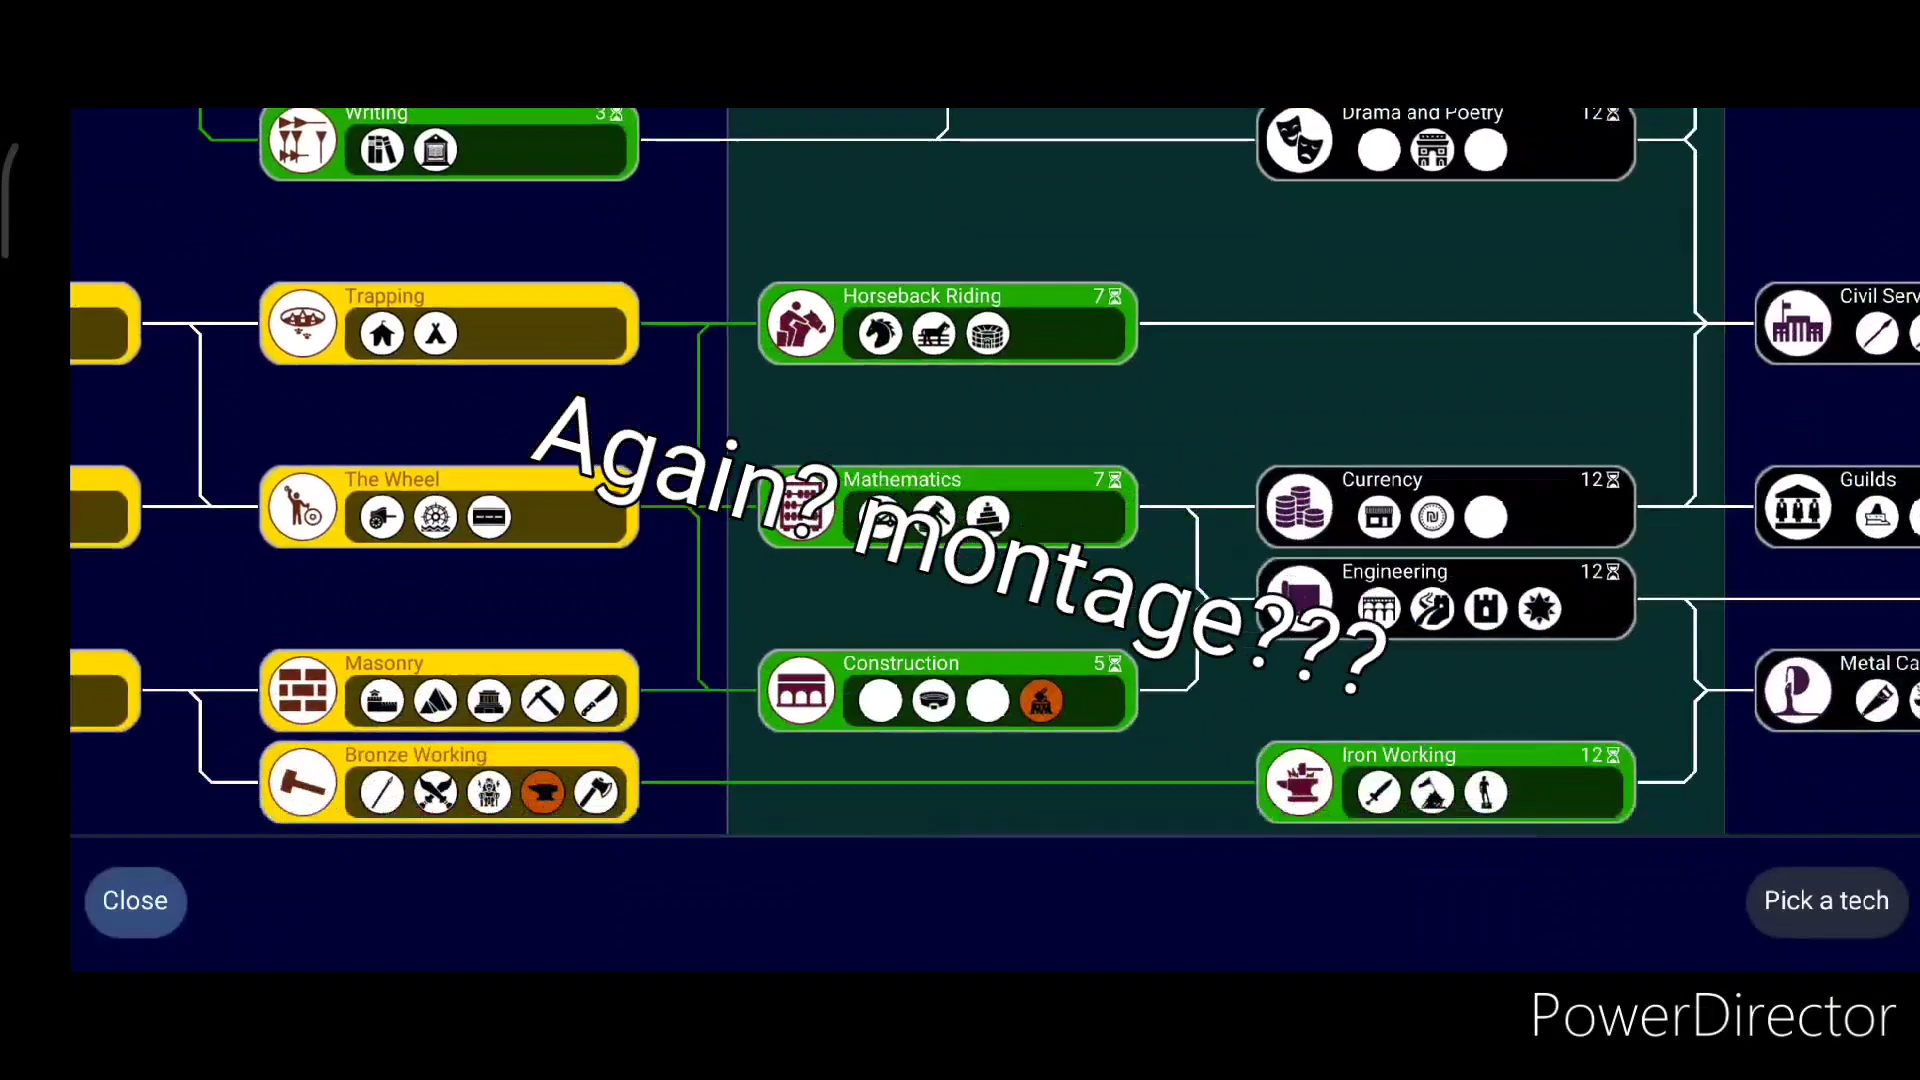 Writing 3
Drama and Poetry 12
Trapping
Horseback Riding 7
Civil Serv
The Wheel
Mathematics 7
Currency 12
Guilds
Again? montage???
Engineering 12
Masonry
Construction 5
Metal Ca
Bronze Working
Iron Working 12
Close
Pick a tech
PowerDirector